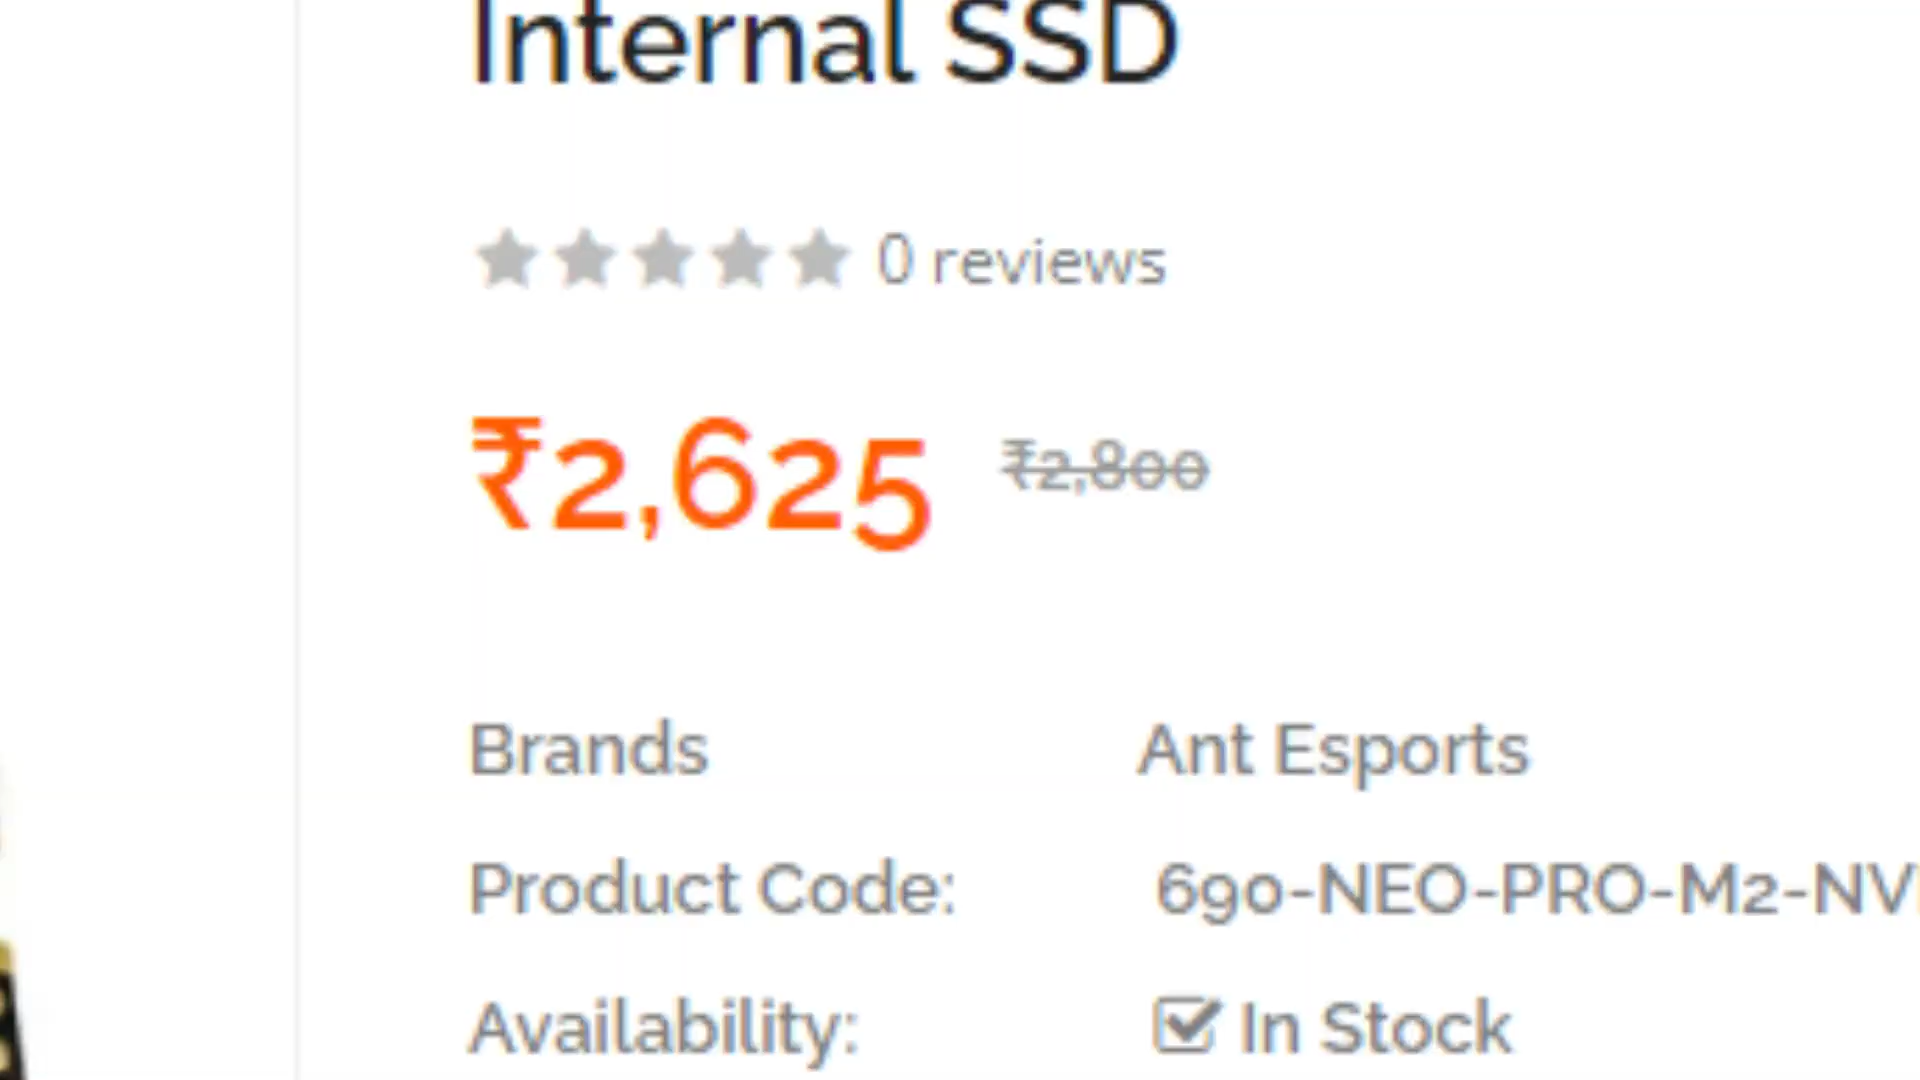 Internal SSD
0 reviews
₹2,625 ₹2,800
Brands Ant Esports
Product Code: 690-NEO-PRO-M2-NV
Availability: In Stock